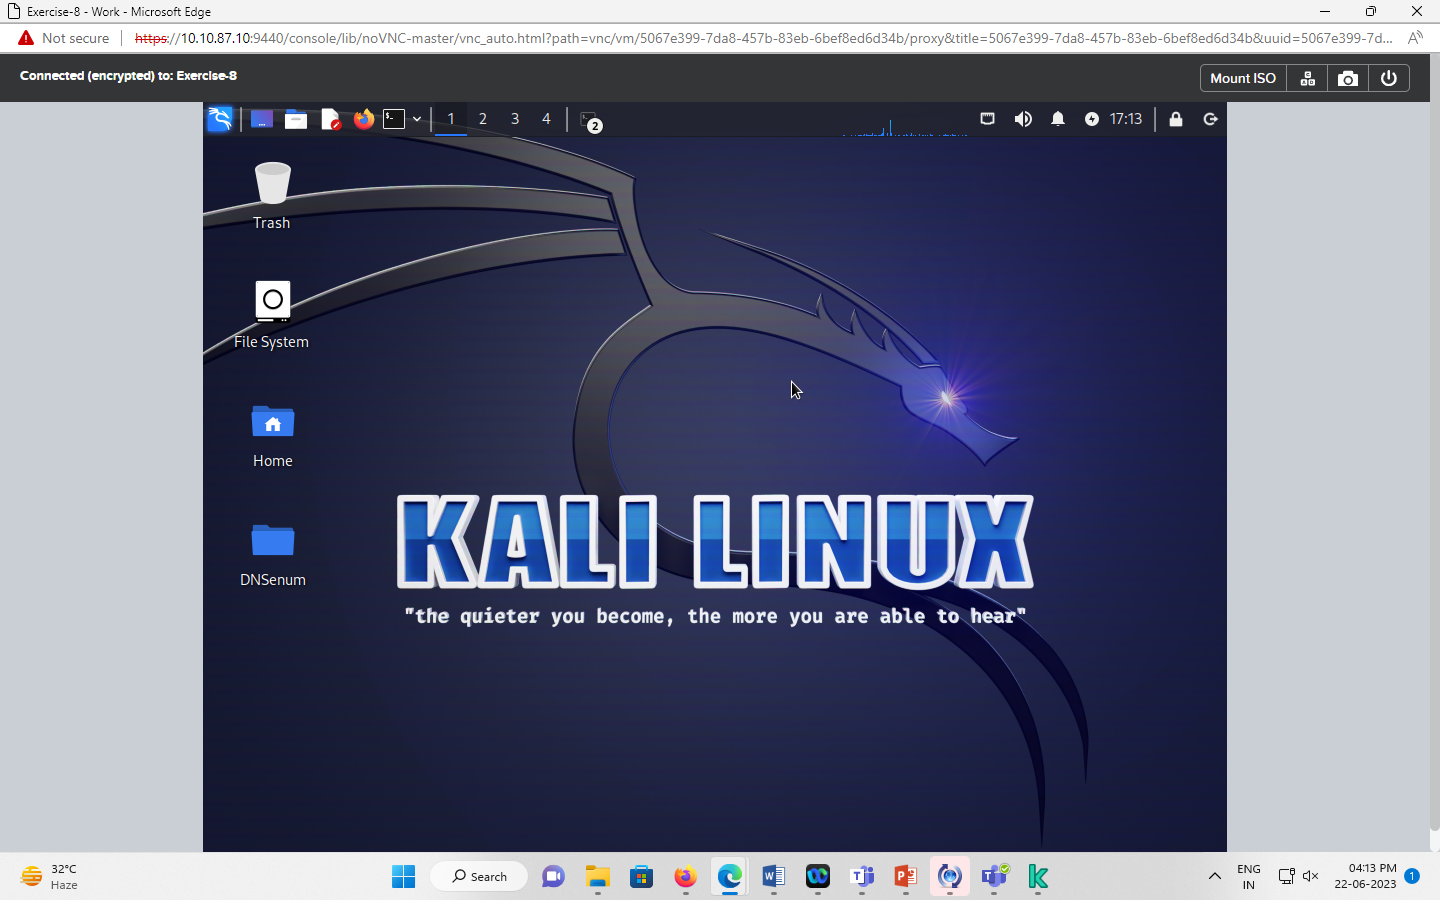 Exercise-8 - Work - Microsoft Edge
Not secure
https://10.10.87.10:9440/console/lib/noVNC-master/vnc_auto.html?path=vnc/vm/5067e399-7da8-457b-83eb-6bef8ed6d34b/proxy&title=5067e399-7da8-457b-83eb-6bef8ed6d34b&uuid=5067e399-7d...
Connected (encrypted) to: Exercise-8
Mount ISO
1 2 3 4
2
17:13
Trash
File System
Home
DNSenum
KALI LINUX
"the quieter you become, the more you are able to hear"
32°C
Haze
Search
ENG
IN
04:13 PM
22-06-2023
1